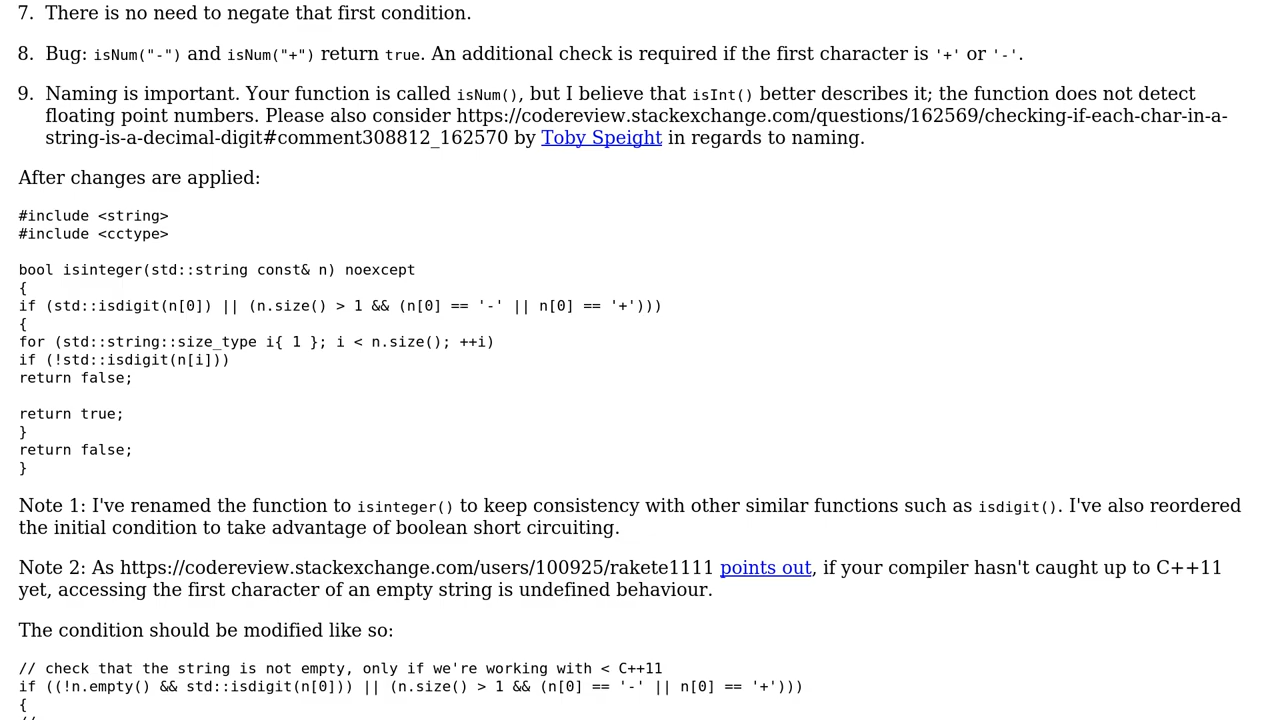 7. There is no need to negate that first condition.
8. Bug: isNum("-") and isNum("+") return true. An additional check is required if the first character is '+' or '-'.
9. Naming is important. Your function is called isNum(), but I believe that isInt() better describes it; the function does not detect
floating point numbers. Please also consider https://codereview.stackexchange.com/questions/162569/checking-if-each-char-in-a-
string-is-a-decimal-digit#comment308812_162570 by Toby Speight in regards to naming.
After changes are applied:
#include <string>
#include <cctype>
bool isinteger(std::string const& n) noexcept
{
if (std::isdigit(n[0]) || (n.size() > 1 && (n[0] == '-' || n[0] == '+')))
{
for (std::string::size_type i{ 1 }; i < n.size(); ++i)
if (!std::isdigit(n[i]))
return false;
return true;
}
return false;
}
Note 1: I've renamed the function to isinteger() to keep consistency with other similar functions such as isdigit(). I've also reordered
the initial condition to take advantage of boolean short circuiting.
Note 2: As https://codereview.stackexchange.com/users/100925/rakete1111 points out, if your compiler hasn't caught up to C++11
yet, accessing the first character of an empty string is undefined behaviour.
The condition should be modified like so:
// check that the string is not empty, only if we're working with < C++11
if ((!n.empty() && std::isdigit(n[0])) || (n.size() > 1 && (n[0] == '-' || n[0] == '+')))
{
//